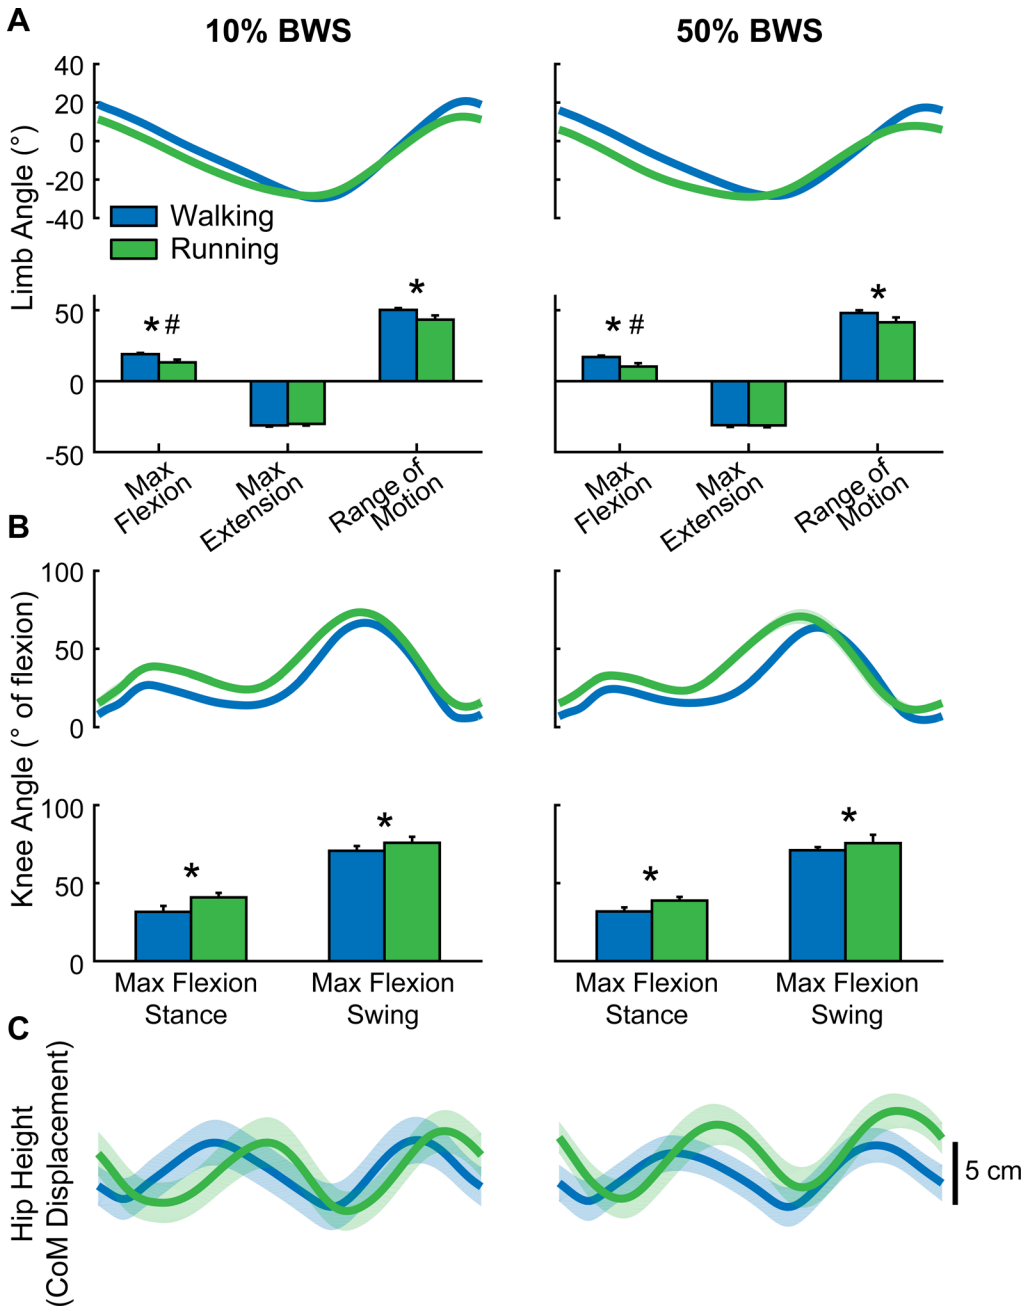 A
10% BWS
50% BWS
Limb Angle (°)
40
20
0
-20
-40
Walking
Running
50
0
-50
* #
*
* #
*
Max
Flexion
Max
Extension
Range of
Motion
Max
Flexion
Max
Extension
Range of
Motion
B
Knee Angle (° of flexion)
100
50
0
100
50
0
*
*
*
*
Max Flexion
Stance
Max Flexion
Swing
Max Flexion
Stance
Max Flexion
Swing
C
Hip Height
(CoM Displacement)
5 cm